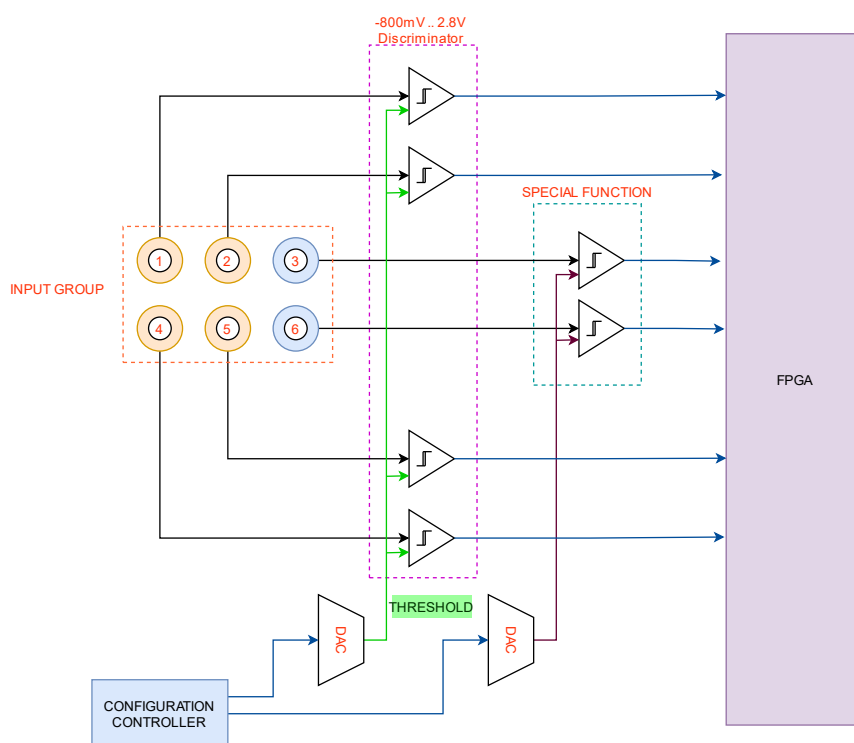 -800mV .. 2.8V
Discriminator
SPECIAL FUNCTION
1
2
3
INPUT GROUP
4
5
6
FPGA
THRESHOLD
DAC
DAC
CONFIGURATION
CONTROLLER